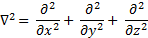 ∇² = ∂²/∂x² + ∂²/∂y² + ∂²/∂z²